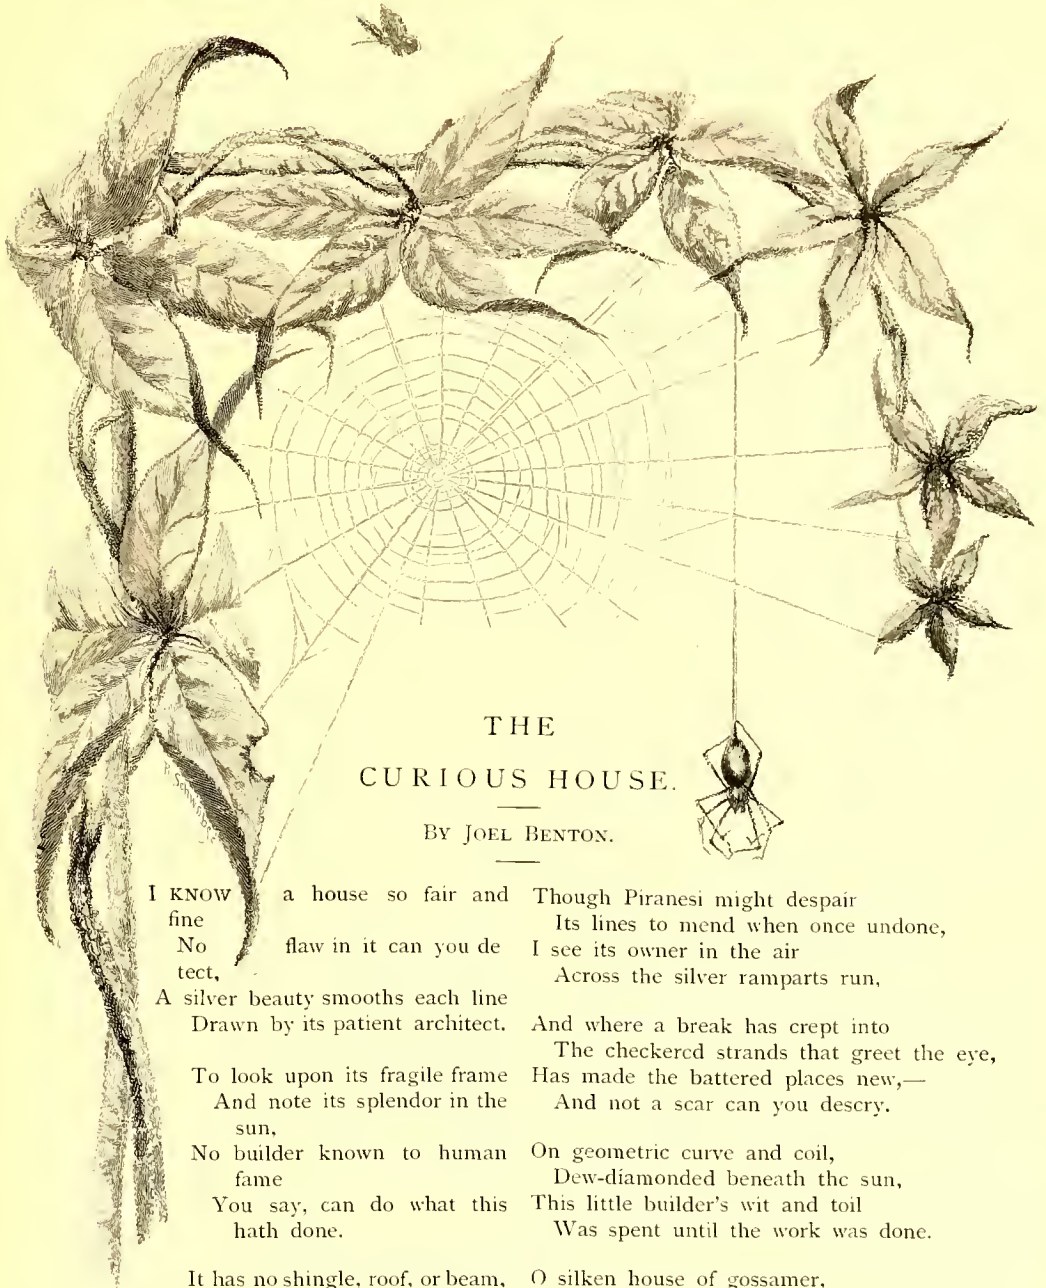 THE
CURIOUS HOUSE.
BY JOEL BENTON.
I KNOW a house so fair and
fine
No flaw in it can you de
tect,
A silver beauty smooths each line
Drawn by its patient architect.
To look upon its fragile frame
And note its splendor in the
sun,
No builder known to human
fame
You say, can do what this
hath done.
It has no shingle, roof, or beam,
Though Piranesi might despair
Its lines to mend when once undone,
I see its owner in the air
Across the silver ramparts run,
And where a break has crept into
The checkered strands that greet the eye,
Has made the battered places new,—
And not a scar can you descry.
On geometric curve and coil,
Dew-diamonded beneath the sun,
This little builder's wit and toil
Was spent until the work was done.
O silken house of gossamer,